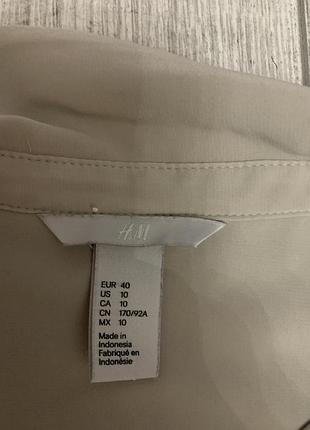 H&M
EUR 40
US 10
CA 10
CN 170/92A
MX 10
Made in
Indonesia
Fabriqué en
Indonésie